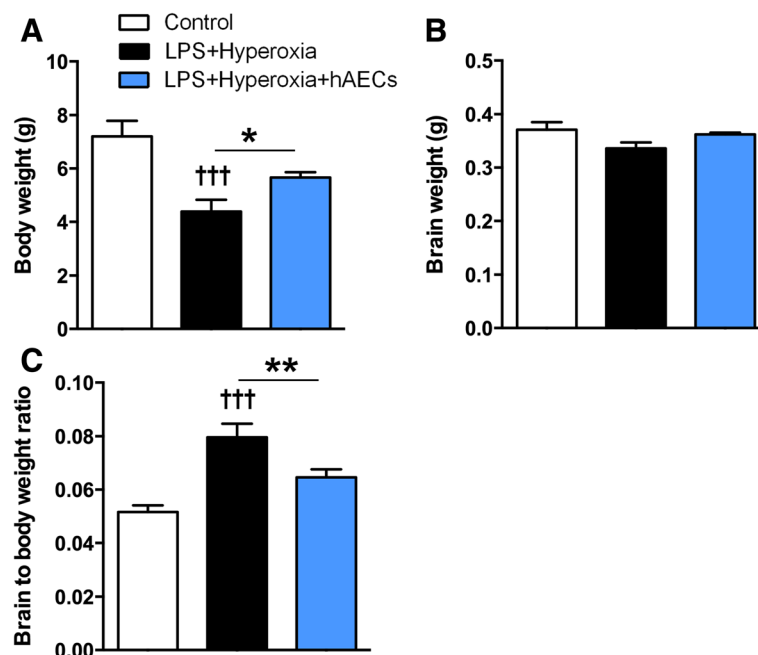 A
Control
LPS+Hyperoxia
LPS+Hyperoxia+hAECs
Body weight (g)
10
8
6
4
2
0
†††
*
B
Brain weight (g)
0.5
0.4
0.3
0.2
0.1
0.0
C
Brain to body weight ratio
0.10
0.08
0.06
0.04
0.02
0.00
†††
**